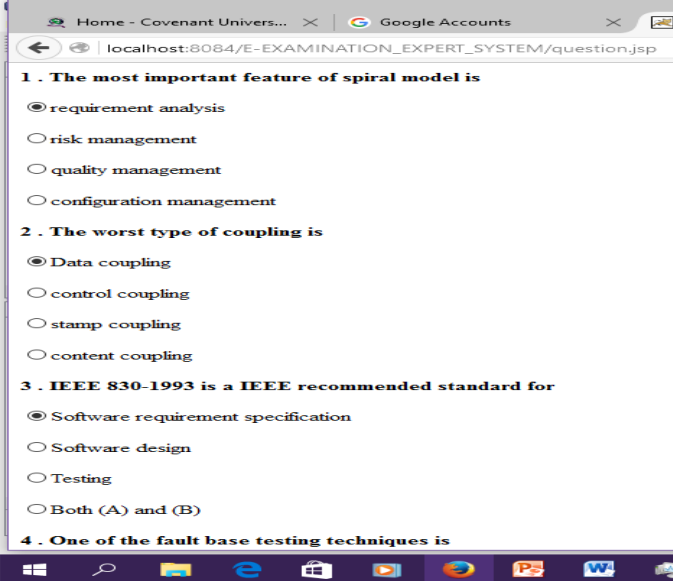 Home - Covenant Univers...
Google Accounts
localhost:8084/E-EXAMINATION_EXPERT_SYSTEM/question.jsp
1 . The most important feature of spiral model is
requirement analysis
risk management
quality management
configuration management
2 . The worst type of coupling is
Data coupling
control coupling
stamp coupling
content coupling
3 . IEEE 830-1993 is a IEEE recommended standard for
Software requirement specification
Software design
Testing
Both (A) and (B)
4 . One of the fault base testing techniques is